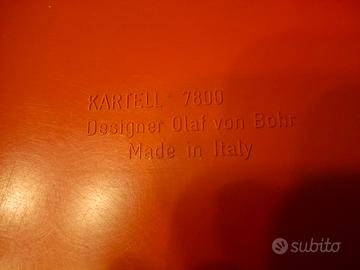 KARTELL 7800
Designer Olaf von Bohr
Made in Italy
subito